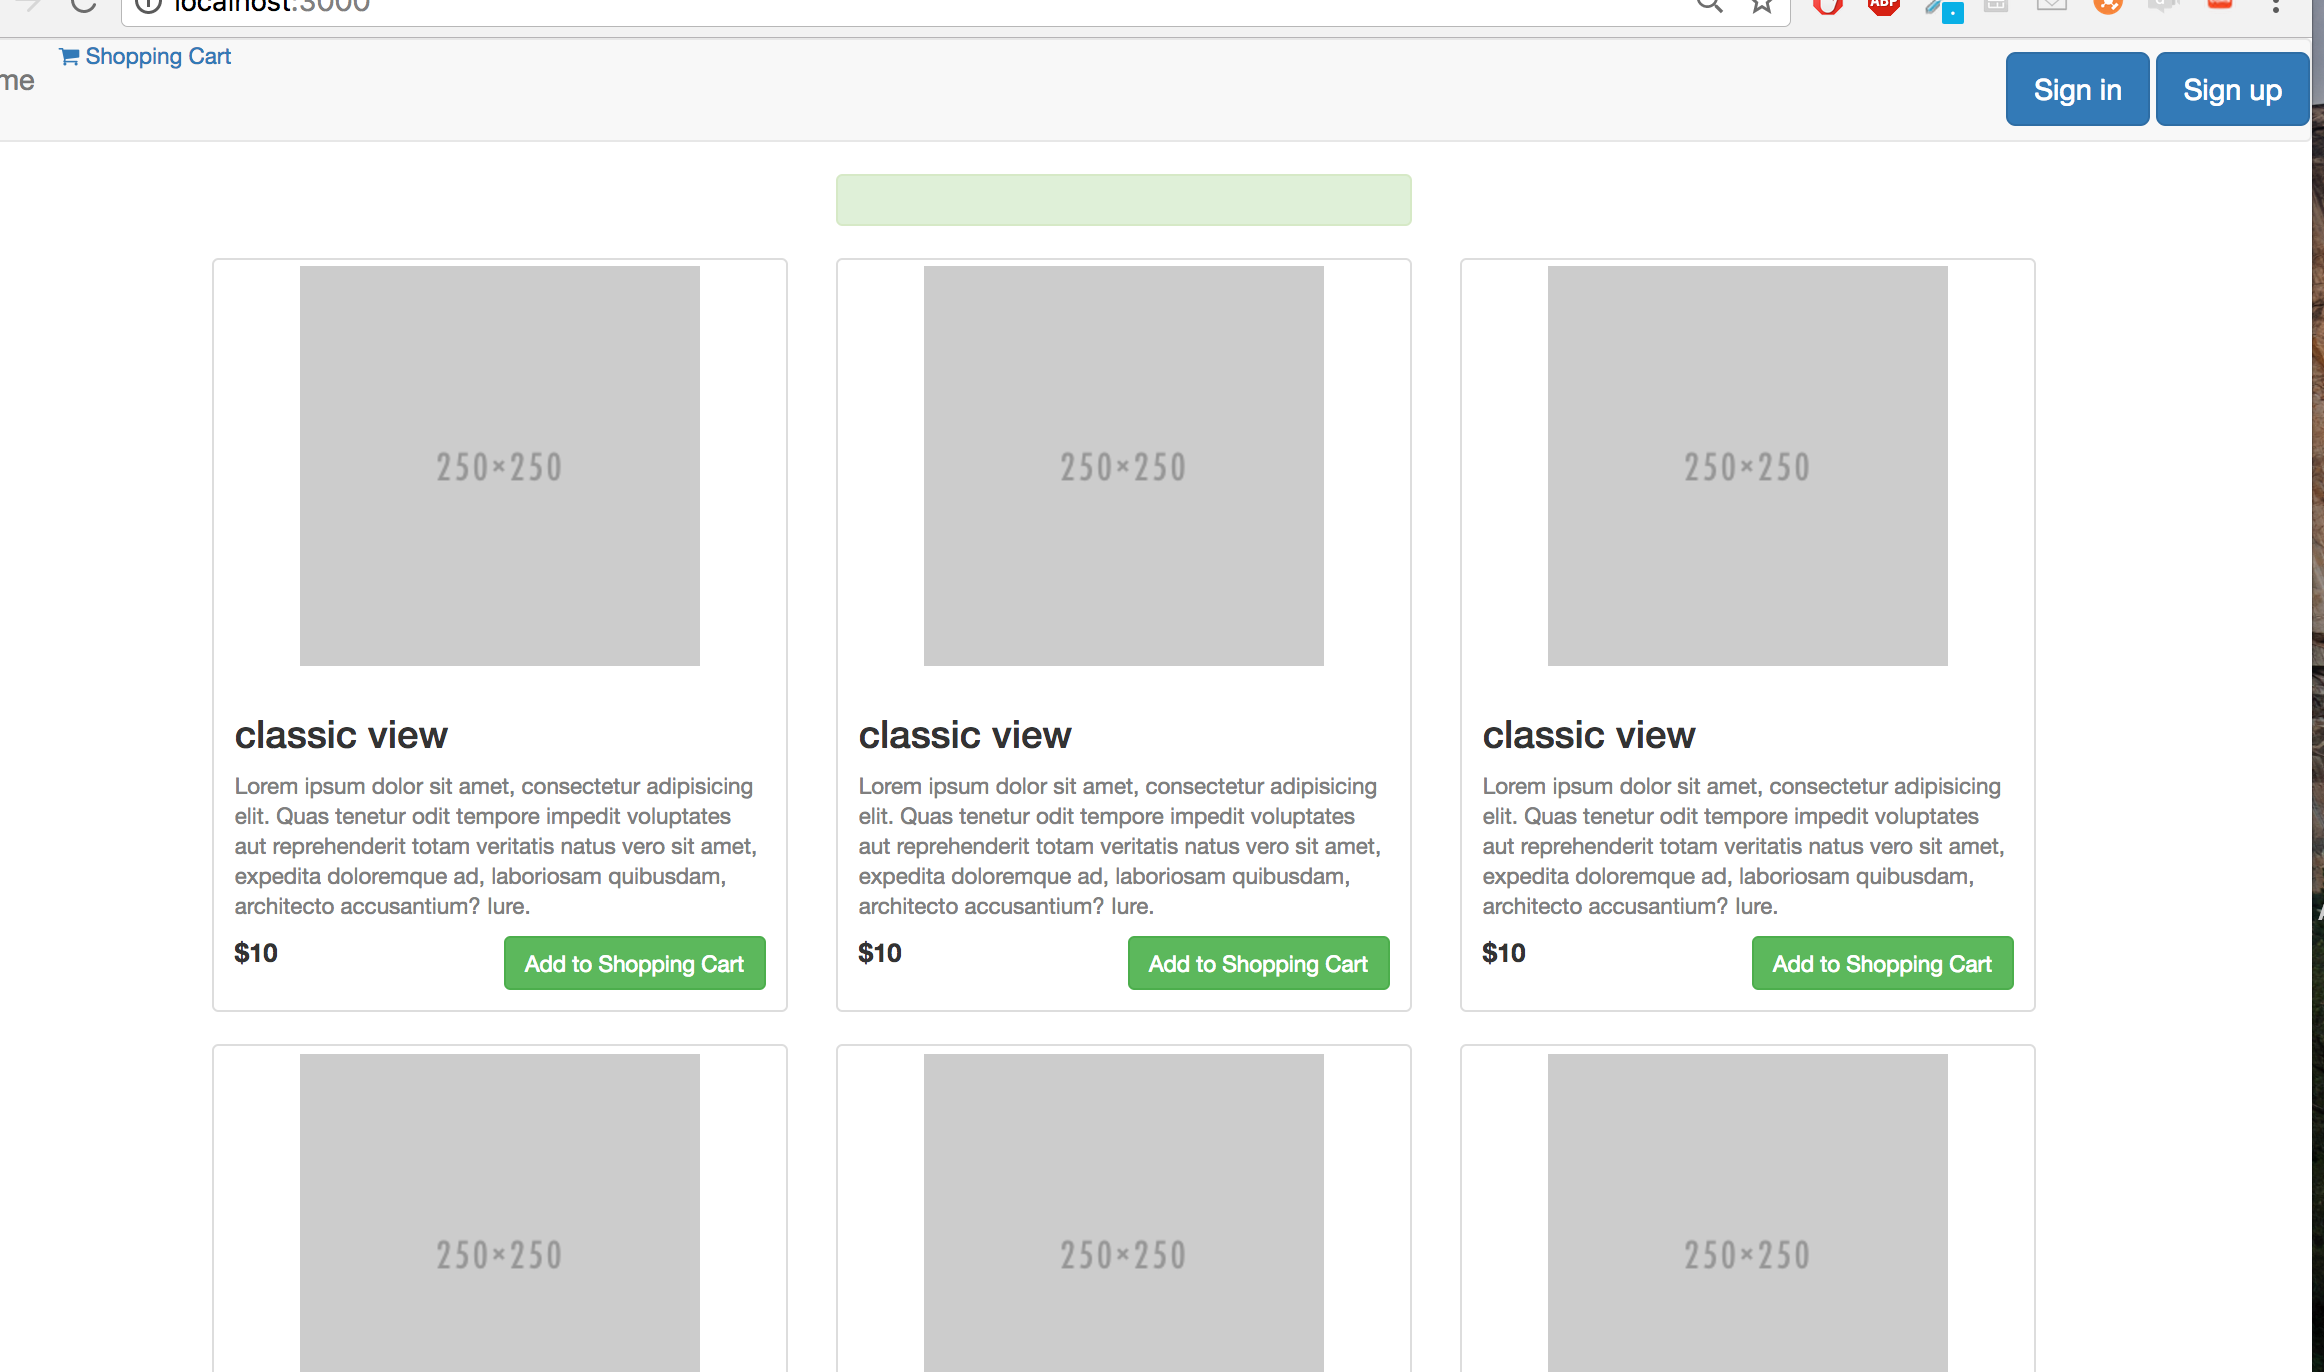 localhost:3000
ABP
me
Shopping Cart
Sign in
Sign up
250×250
250×250
250×250
classic view
Lorem ipsum dolor sit amet, consectetur adipisicing
elit. Quas tenetur odit tempore impedit voluptates
aut reprehenderit totam veritatis natus vero sit amet,
expedita doloremque ad, laboriosam quibusdam,
architecto accusantium? Iure.
$10
Add to Shopping Cart
classic view
Lorem ipsum dolor sit amet, consectetur adipisicing
elit. Quas tenetur odit tempore impedit voluptates
aut reprehenderit totam veritatis natus vero sit amet,
expedita doloremque ad, laboriosam quibusdam,
architecto accusantium? Iure.
$10
Add to Shopping Cart
classic view
Lorem ipsum dolor sit amet, consectetur adipisicing
elit. Quas tenetur odit tempore impedit voluptates
aut reprehenderit totam veritatis natus vero sit amet,
expedita doloremque ad, laboriosam quibusdam,
architecto accusantium? Iure.
$10
Add to Shopping Cart
250×250
250×250
250×250